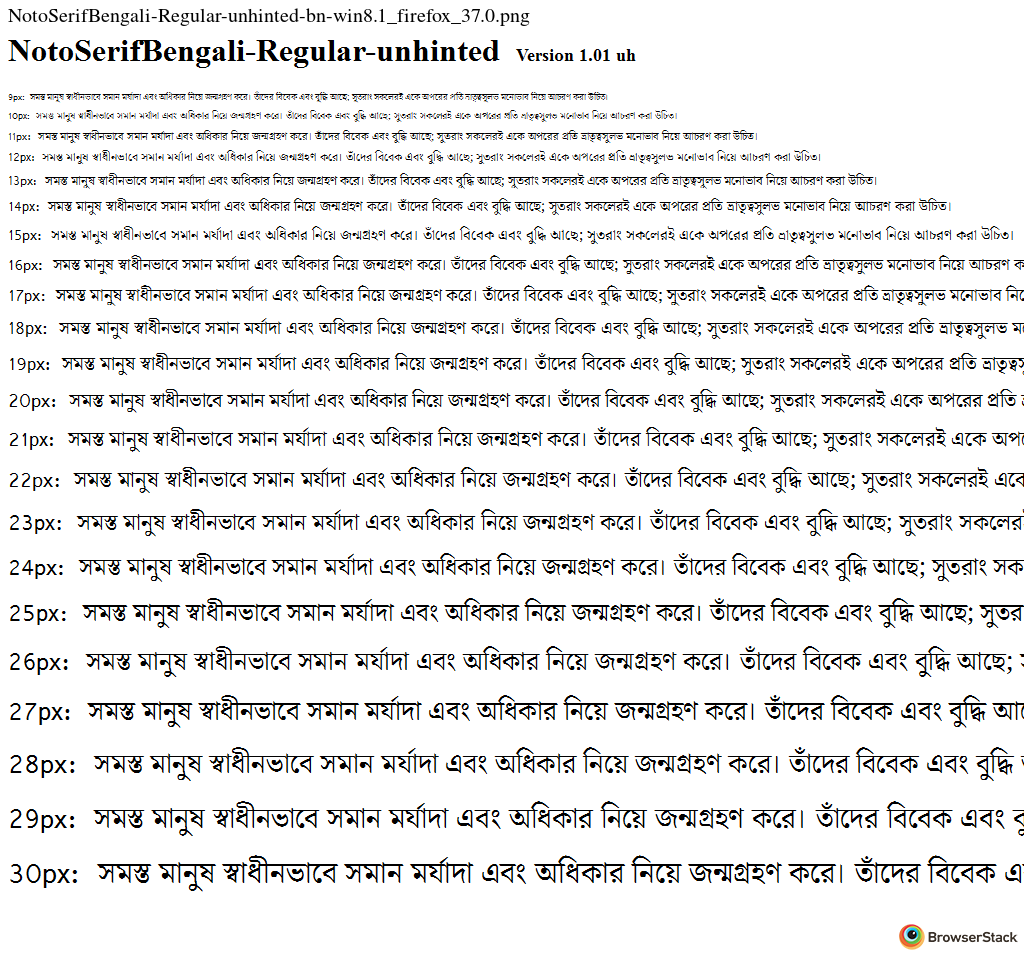 NotoSerifBengali-Regular-unhinted-bn-win8.1_firefox_37.0.png
NotoSerifBengali-Regular-unhinted Version 1.01 uh
9px: সমস্ত মানুষ স্বাধীনভাবে সমান মর্যাদা এবং অধিকার নিয়ে জন্মগ্রহণ করে। তাঁদের বিবেক এবং বুদ্ধি আছে; সুতরাং সকলেরই একে অপরের প্রতি ভ্রাতৃত্বসুলভ মনোভাব নিয়ে আচরণ করা উচিত।
10px: সমস্ত মানুষ স্বাধীনভাবে সমান মর্যাদা এবং অধিকার নিয়ে জন্মগ্রহণ করে। তাঁদের বিবেক এবং বুদ্ধি আছে; সুতরাং সকলেরই একে অপরের প্রতি ভ্রাতৃত্বসুলভ মনোভাব নিয়ে আচরণ করা উচিত।
11px: সমস্ত মানুষ স্বাধীনভাবে সমান মর্যাদা এবং অধিকার নিয়ে জন্মগ্রহণ করে। তাঁদের বিবেক এবং বুদ্ধি আছে; সুতরাং সকলেরই একে অপরের প্রতি ভ্রাতৃত্বসুলভ মনোভাব নিয়ে আচরণ করা উচিত।
12px: সমস্ত মানুষ স্বাধীনভাবে সমান মর্যাদা এবং অধিকার নিয়ে জন্মগ্রহণ করে। তাঁদের বিবেক এবং বুদ্ধি আছে; সুতরাং সকলেরই একে অপরের প্রতি ভ্রাতৃত্বসুলভ মনোভাব নিয়ে আচরণ করা উচিত।
13px: সমস্ত মানুষ স্বাধীনভাবে সমান মর্যাদা এবং অধিকার নিয়ে জন্মগ্রহণ করে। তাঁদের বিবেক এবং বুদ্ধি আছে; সুতরাং সকলেরই একে অপরের প্রতি ভ্রাতৃত্বসুলভ মনোভাব নিয়ে আচরণ করা উচিত।
14px: সমস্ত মানুষ স্বাধীনভাবে সমান মর্যাদা এবং অধিকার নিয়ে জন্মগ্রহণ করে। তাঁদের বিবেক এবং বুদ্ধি আছে; সুতরাং সকলেরই একে অপরের প্রতি ভ্রাতৃত্বসুলভ মনোভাব নিয়ে আচরণ করা উচিত।
15px: সমস্ত মানুষ স্বাধীনভাবে সমান মর্যাদা এবং অধিকার নিয়ে জন্মগ্রহণ করে। তাঁদের বিবেক এবং বুদ্ধি আছে; সুতরাং সকলেরই একে অপরের প্রতি ভ্রাতৃত্বসুলভ মনোভাব নিয়ে আচরণ করা উচিত।
16px: সমস্ত মানুষ স্বাধীনভাবে সমান মর্যাদা এবং অধিকার নিয়ে জন্মগ্রহণ করে। তাঁদের বিবেক এবং বুদ্ধি আছে; সুতরাং সকলেরই একে অপরের প্রতি ভ্রাতৃত্বসুলভ মনোভাব নিয়ে আচরণ
17px: সমস্ত মানুষ স্বাধীনভাবে সমান মর্যাদা এবং অধিকার নিয়ে জন্মগ্রহণ করে। তাঁদের বিবেক এবং বুদ্ধি আছে; সুতরাং সকলেরই একে অপরের প্রতি ভ্রাতৃত্বসুলভ মনোভাব
18px: সমস্ত মানুষ স্বাধীনভাবে সমান মর্যাদা এবং অধিকার নিয়ে জন্মগ্রহণ করে। তাঁদের বিবেক এবং বুদ্ধি আছে; সুতরাং সকলেরই একে অপরের প্রতি ভ্রাতৃত্বসুলভ
19px: সমস্ত মানুষ স্বাধীনভাবে সমান মর্যাদা এবং অধিকার নিয়ে জন্মগ্রহণ করে। তাঁদের বিবেক এবং বুদ্ধি আছে; সুতরাং সকলেরই একে অপরের প্রতি
20px: সমস্ত মানুষ স্বাধীনভাবে সমান মর্যাদা এবং অধিকার নিয়ে জন্মগ্রহণ করে। তাঁদের বিবেক এবং বুদ্ধি আছে; সুতরাং সকলেরই একে অপরের প্রতি
21px: সমস্ত মানুষ স্বাধীনভাবে সমান মর্যাদা এবং অধিকার নিয়ে জন্মগ্রহণ করে। তাঁদের বিবেক এবং বুদ্ধি আছে; সুতরাং সকলেরই একে
22px: সমস্ত মানুষ স্বাধীনভাবে সমান মর্যাদা এবং অধিকার নিয়ে জন্মগ্রহণ করে। তাঁদের বিবেক এবং বুদ্ধি আছে; সুতরাং সকলেরই
23px: সমস্ত মানুষ স্বাধীনভাবে সমান মর্যাদা এবং অধিকার নিয়ে জন্মগ্রহণ করে। তাঁদের বিবেক এবং বুদ্ধি আছে; সুতরাং
24px: সমস্ত মানুষ স্বাধীনভাবে সমান মর্যাদা এবং অধিকার নিয়ে জন্মগ্রহণ করে। তাঁদের বিবেক এবং বুদ্ধি আছে; সুতরাং
25px: সমস্ত মানুষ স্বাধীনভাবে সমান মর্যাদা এবং অধিকার নিয়ে জন্মগ্রহণ করে। তাঁদের বিবেক এবং বুদ্ধি আছে;
26px: সমস্ত মানুষ স্বাধীনভাবে সমান মর্যাদা এবং অধিকার নিয়ে জন্মগ্রহণ করে। তাঁদের বিবেক এবং বুদ্ধি আছে;
27px: সমস্ত মানুষ স্বাধীনভাবে সমান মর্যাদা এবং অধিকার নিয়ে জন্মগ্রহণ করে। তাঁদের বিবেক এবং বুদ্ধি
28px: সমস্ত মানুষ স্বাধীনভাবে সমান মর্যাদা এবং অধিকার নিয়ে জন্মগ্রহণ করে। তাঁদের বিবেক এবং বুদ্ধি
29px: সমস্ত মানুষ স্বাধীনভাবে সমান মর্যাদা এবং অধিকার নিয়ে জন্মগ্রহণ করে। তাঁদের বিবেক এবং
30px: সমস্ত মানুষ স্বাধীনভাবে সমান মর্যাদা এবং অধিকার নিয়ে জন্মগ্রহণ করে। তাঁদের বিবেক
BrowserStack